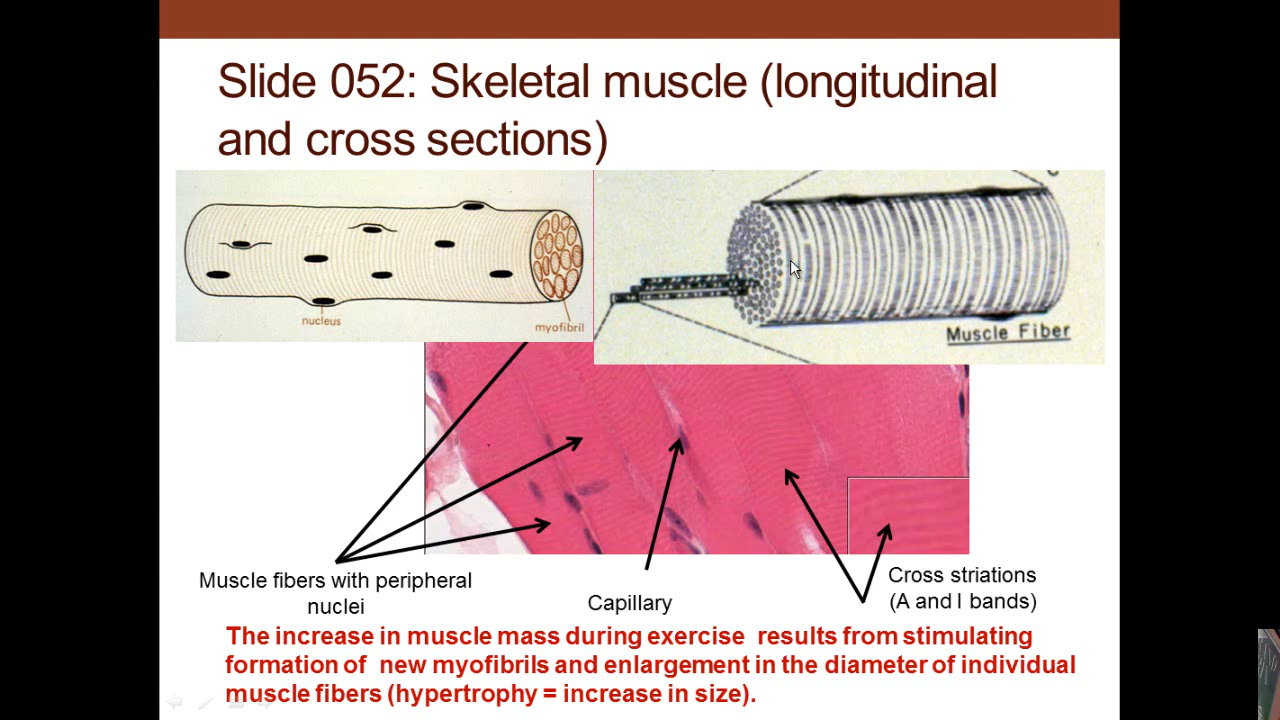 Slide 052: Skeletal muscle (longitudinal
and cross sections)
nucleus
myofibril
Muscle Fiber
Muscle fibers with peripheral
nuclei
Capillary
Cross striations
(A and I bands)
The increase in muscle mass during exercise  results from stimulating
formation of  new myofibrils and enlargement in the diameter of individual
muscle fibers (hypertrophy = increase in size).